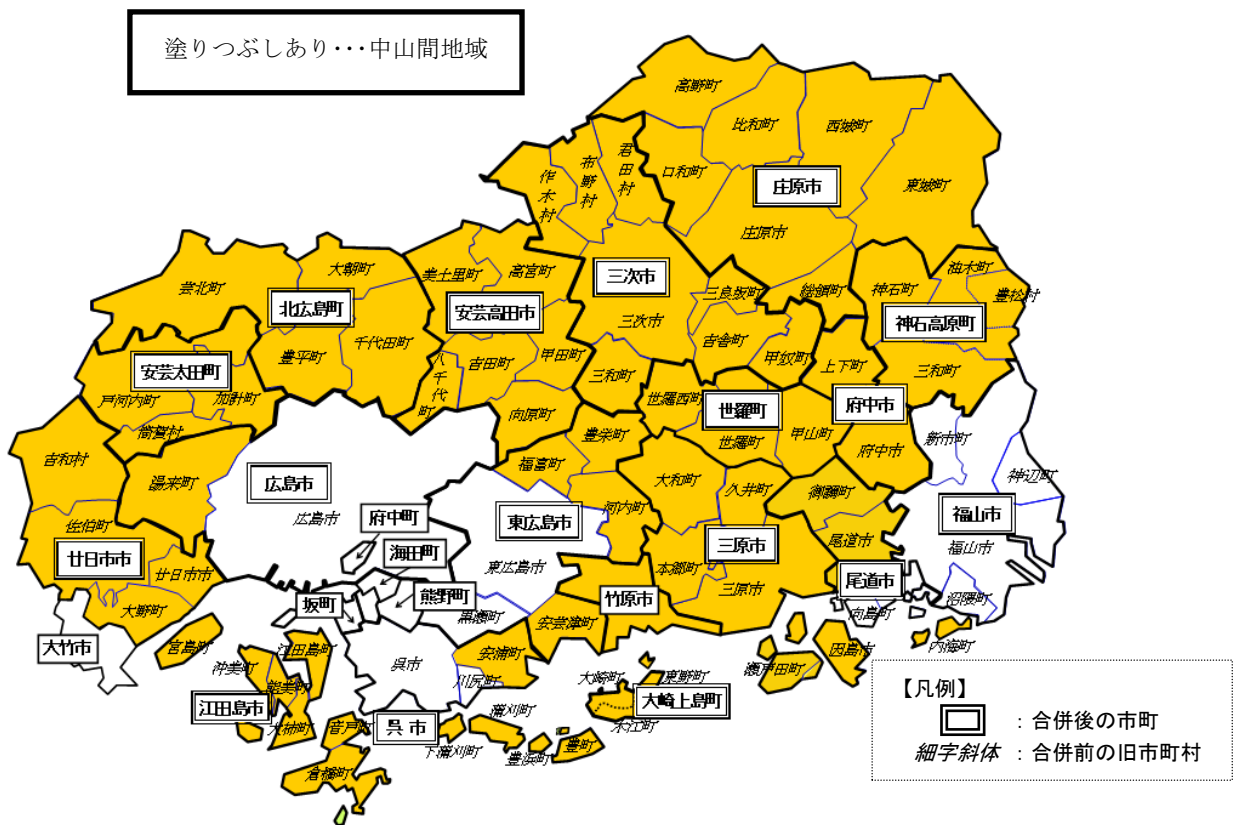 塗りつぶしあり・・・中山間地域
高野町
比和町
西城町
東城町
口和町
君田村
布野村
作木村
庄原市
庄原市
総領町
三次市
三良坂町
三次市
吉舎町
甲奴町
三和町
油木町
豊松村
神石町
神石高原町
三和町
大朝町
芸北町
北広島町
豊平町
千代田町
美土里町
高宮町
安芸高田市
八千代町
吉田町
甲田町
向原町
安芸太田町
戸河内町
加計町
筒賀村
上下町
府中市
府中市
世羅西町
世羅町
世羅町
甲山町
吉和村
湯来町
佐伯町
廿日市市
廿日市市
大野町
宮島町
大竹市
広島市
広島市
府中町
海田町
熊野町
坂町
豊栄町
福富町
河内町
東広島市
東広島市
黒瀬町
安芸津町
大和町
久井町
三原市
本郷町
三原市
竹原市
御調町
尾道市
尾道市
向島町
因島市
瀬戸田町
新市町
神辺町
福山市
福山市
沼隈町
内海町
沖美町
江田島町
能美町
江田島市
大柿町
音戸町
倉橋町
呉市
呉市
安浦町
川尻町
下蒲刈町
蒲刈町
豊浜町
豊町
大崎町
東野町
大崎上島町
木江町
【凡例】
：合併後の市町
細字斜体 ：合併前の旧市町村